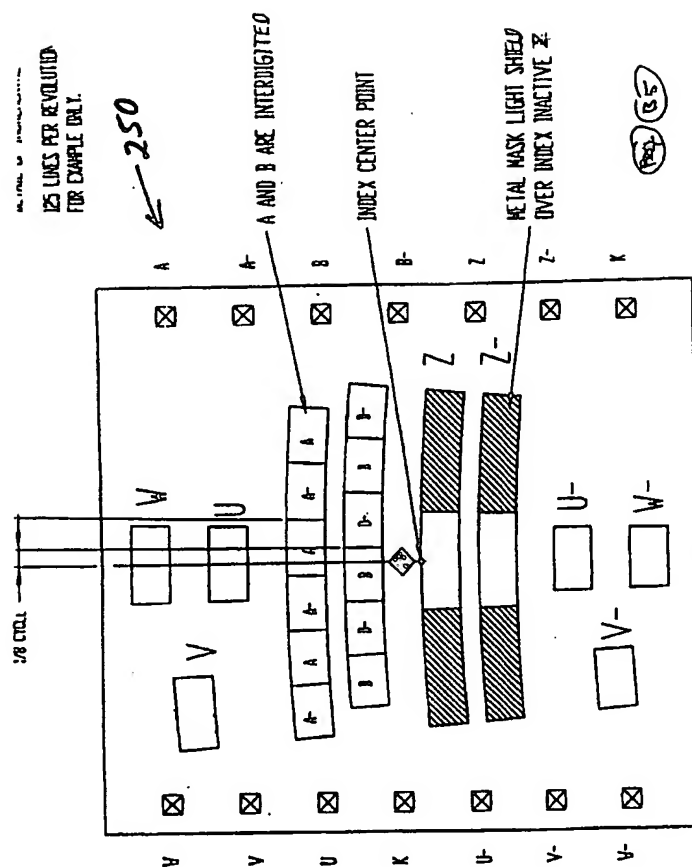 125 LINES PER REVOLUTION
FOR EXAMPLE ONLY.
250
A AND B ARE INTERDIGITED
INDEX CENTER POINT
METAL MASK LIGHT SHIELD
OVER INDEX INACTIVE
B5
1/8 CYCLE
W
U
V
A- A A- A A- A
B B- B B- B B-
Z
Z-
U-
W-
V-
A
A-
B
B-
Z
Z-
K
V
U
K
U-
V-